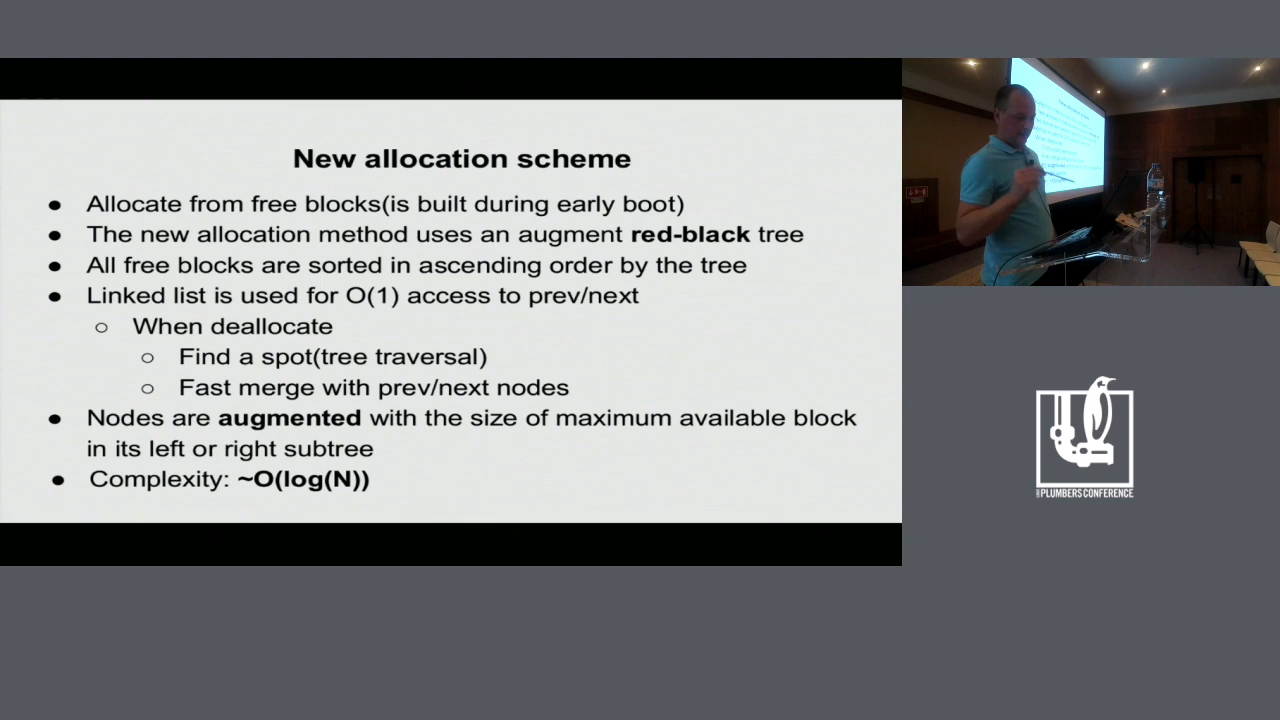 New allocation scheme
● Allocate from free blocks(is built during early boot)
● The new allocation method uses an augment red-black tree
● All free blocks are sorted in ascending order by the tree
● Linked list is used for O(1) access to prev/next
○ When deallocate
○ Find a spot(tree traversal)
○ Fast merge with prev/next nodes
● Nodes are augmented with the size of maximum available block
in its left or right subtree
● Complexity: ~O(log(N))
PLUMBERS CONFERENCE